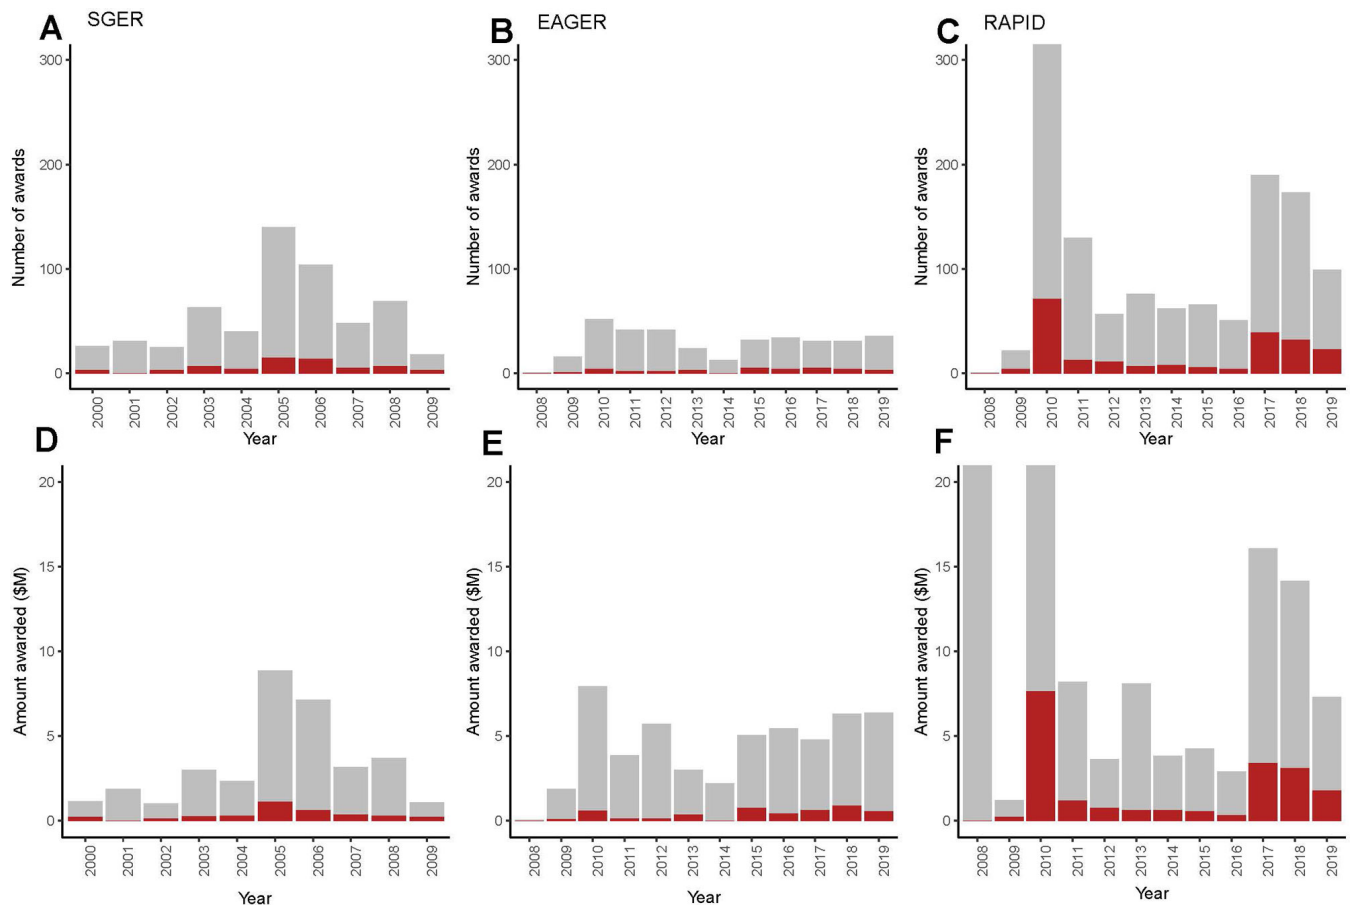 A SGER
Number of awards
300
200
100
0
2000 2001 2002 2003 2004 2005 2006 2007 2008 2009
Year
B EAGER
Number of awards
300
200
100
0
2008 2009 2010 2011 2012 2013 2014 2015 2016 2017 2018 2019
Year
C RAPID
Number of awards
300
200
100
0
2008 2009 2010 2011 2012 2013 2014 2015 2016 2017 2018 2019
Year
D
Amount awarded ($M)
20
15
10
5
0
2000 2001 2002 2003 2004 2005 2006 2007 2008 2009
Year
E
Amount awarded ($M)
20
15
10
5
0
2008 2009 2010 2011 2012 2013 2014 2015 2016 2017 2018 2019
Year
F
Amount awarded ($M)
20
15
10
5
0
2008 2009 2010 2011 2012 2013 2014 2015 2016 2017 2018 2019
Year